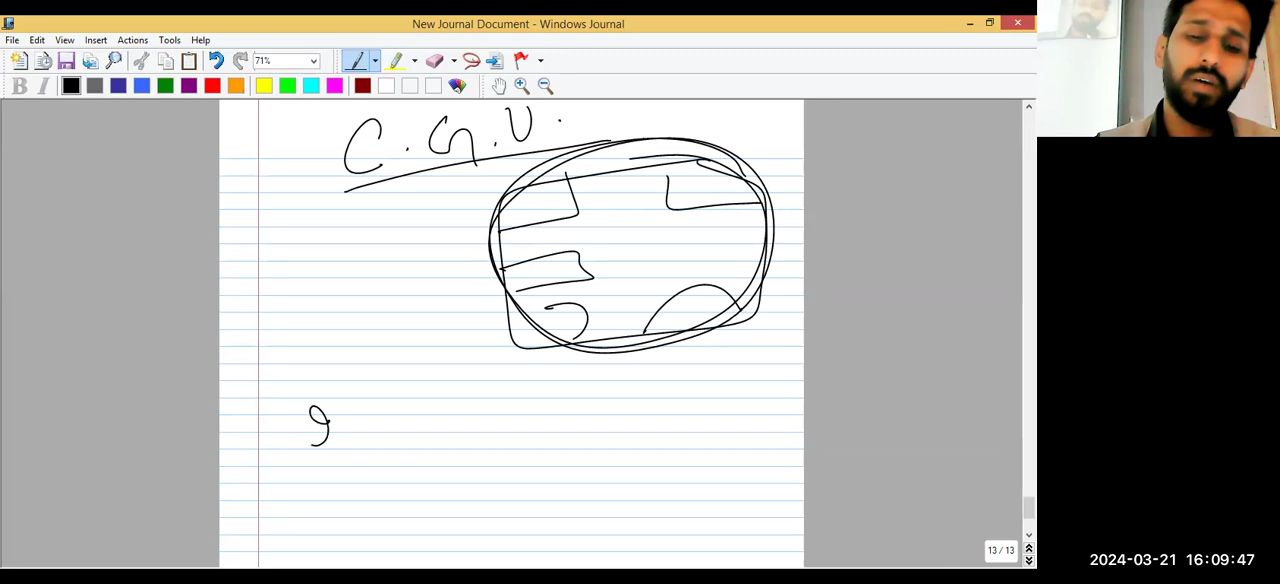 New Journal Document - Windows Journal
File Edit View Insert Actions Tools Help
71%
B I
C.G.U.
13 / 13
2024-03-21 16:09:47